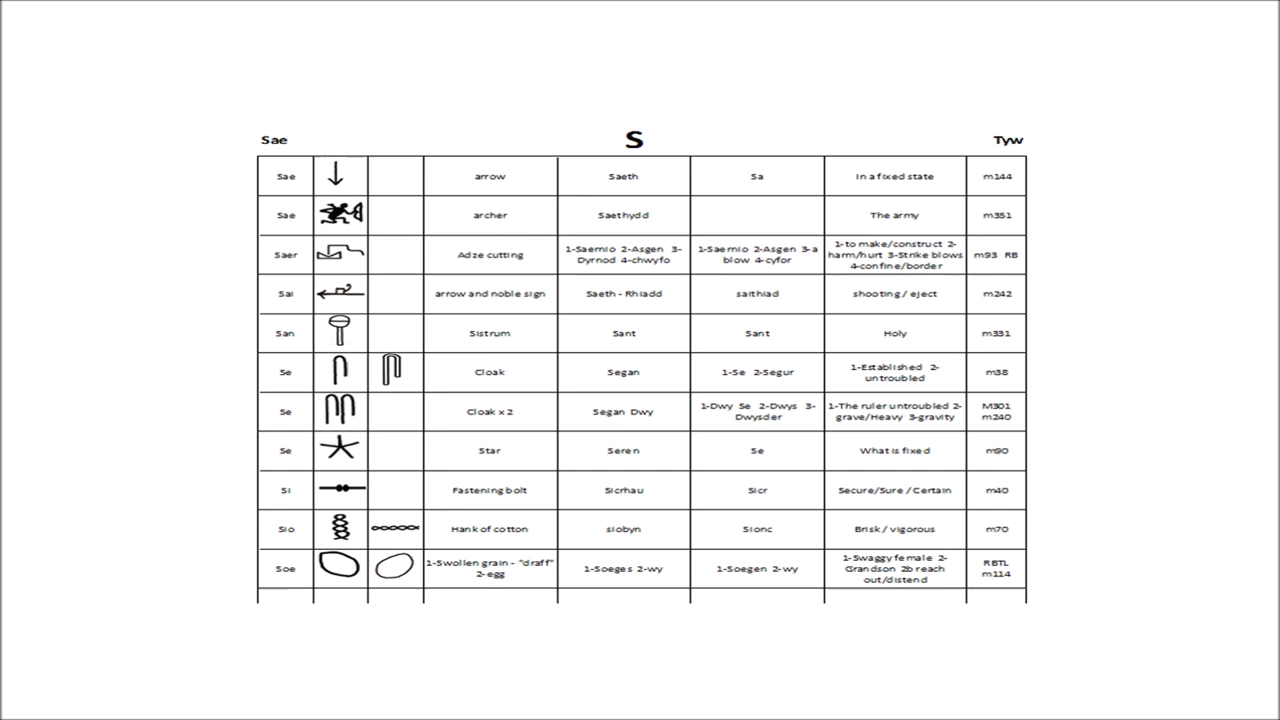 Sae S Tyw
Sae arrow Saeth Sa In a fixed state m144
Sae archer Saethydd The army m351
Saer Adze cutting 1-Saernio 2-Asgen 3-Dyrnod 4-chwyfo 1-Saernio 2-Asgen 3-a blow 4-cyfor 1-to make/construct 2-harm/hurt 3-Strike blows 4-confine/border m93 RB
Sai arrow and noble sign Saeth - Rhiadd saithiad shooting / eject m242
San Sistrum Sant Sant Holy m331
Se Cloak Segan 1-Se 2-Segur 1-Established 2-untroubled m38
Se Cloak x 2 Segan Dwy 1-Dwy Se 2-Dwys 3-Dwysder 1-The ruler untroubled 2-grave/Heavy 3-gravity M301 m240
Se Star Seren Se What is fixed m90
Si Fastening bolt Sicrhau Sicr Secure/Sure / Certain m40
Sio Hank of cotton siobyn Sionc Brisk / vigorous m70
Soe 1-Swollen grain - "draff" 2-egg 1-Soeges 2-wy 1-Soegen 2-wy 1-Swaggy female 2-Grandson 2b reach out/distend RBTL m114